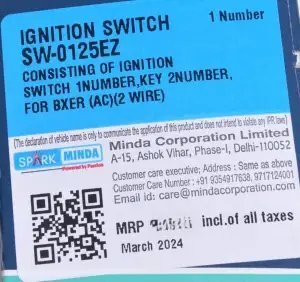 IGNITION SWITCH 1 Number
SW-0125EZ
CONSISTING OF IGNITION
SWITCH 1NUMBER,KEY 2NUMBER,
FOR BXER (AC)(2 WIRE)
(The declaration of vehicle name is only to communicate the application of this product and does not intend to violate any IPR/Law)
SPARK MINDA
Powered by Passion
Minda Corporation Limited
A-15, Ashok Vihar, Phase-I, Delhi-110052
Customer care executive; Address : Same as above
Customer Care Number : +91 9354917638, 9717124001
Email id: care@mindacorporation.com
MRP incl.of all taxes
March 2024